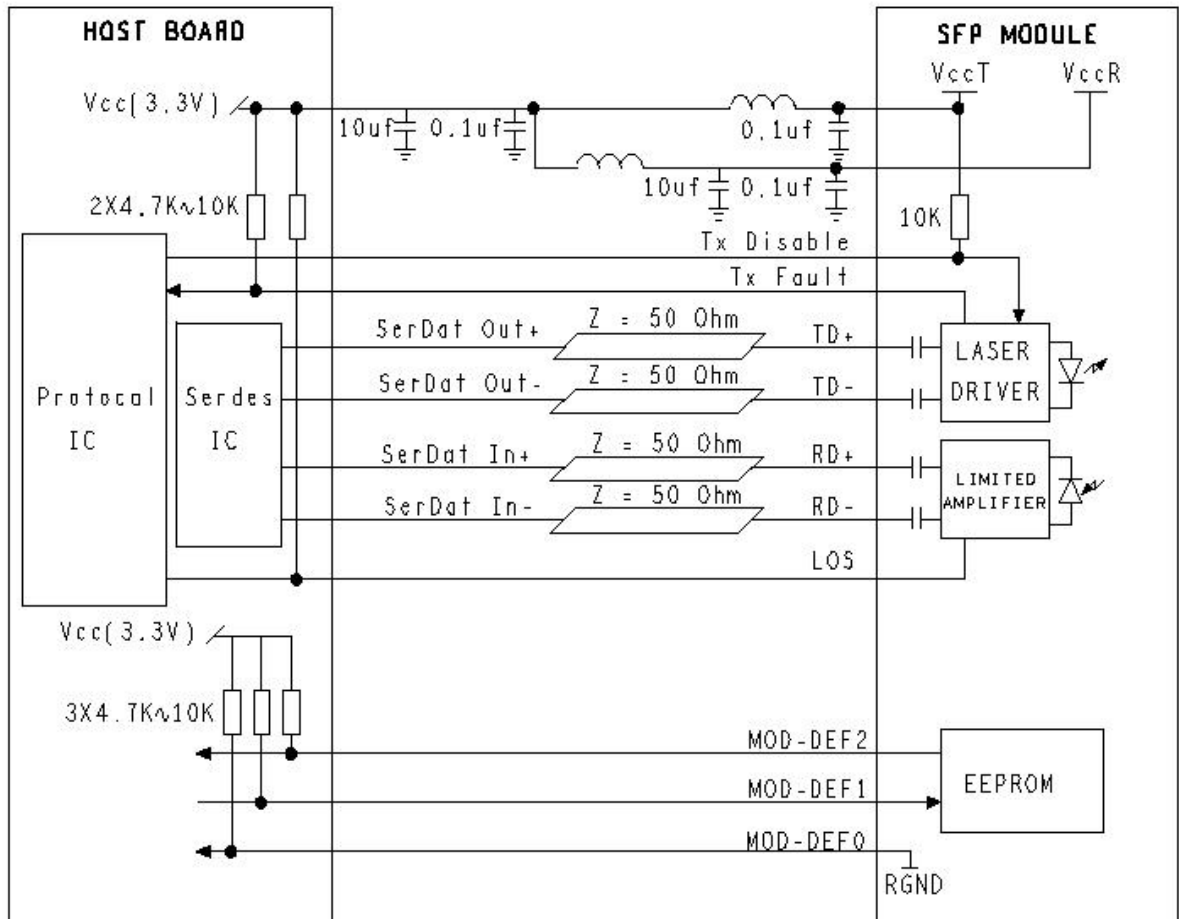 HOST BOARD
SFP MODULE
VccT
VccR
Vcc(3.3V)
10uf
0.1uf
0.1uf
10uf
0.1uf
2X4.7K∿10K
10K
Tx Disable
Tx Fault
SerDat Out+
Z = 50 Ohm
TD+
SerDat Out-
Z = 50 Ohm
TD-
LASER
DRIVER
Protocal
IC
Serdes
IC
SerDat In+
Z = 50 Ohm
RD+
SerDat In-
Z = 50 Ohm
RD-
LIMITED
AMPLIFIER
LOS
Vcc(3.3V)
3X4.7K∿10K
MOD-DEF2
MOD-DEF1
MOD-DEF0
EEPROM
RGND